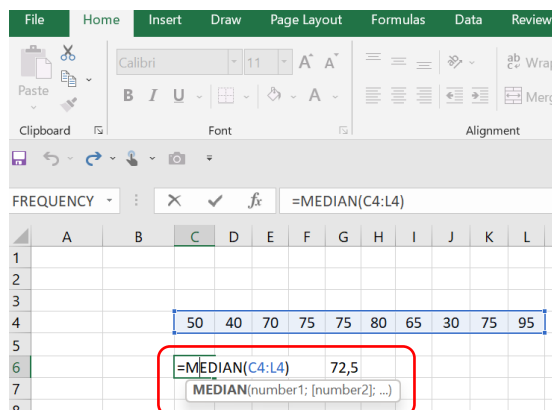 File Home Insert Draw Page Layout Formulas Data Review
Calibri 11 A^ Aˇ ab Wrap
Paste B I U A Merg
Clipboard Font Alignment
FREQUENCY fx =MEDIAN(C4:L4)
A B C D E F G H I J K L
1
2
3
4 50 40 70 75 75 80 65 30 75 95
5
6 =MEDIAN(C4:L4) 72,5
7 MEDIAN(number1; [number2]; ...)
8